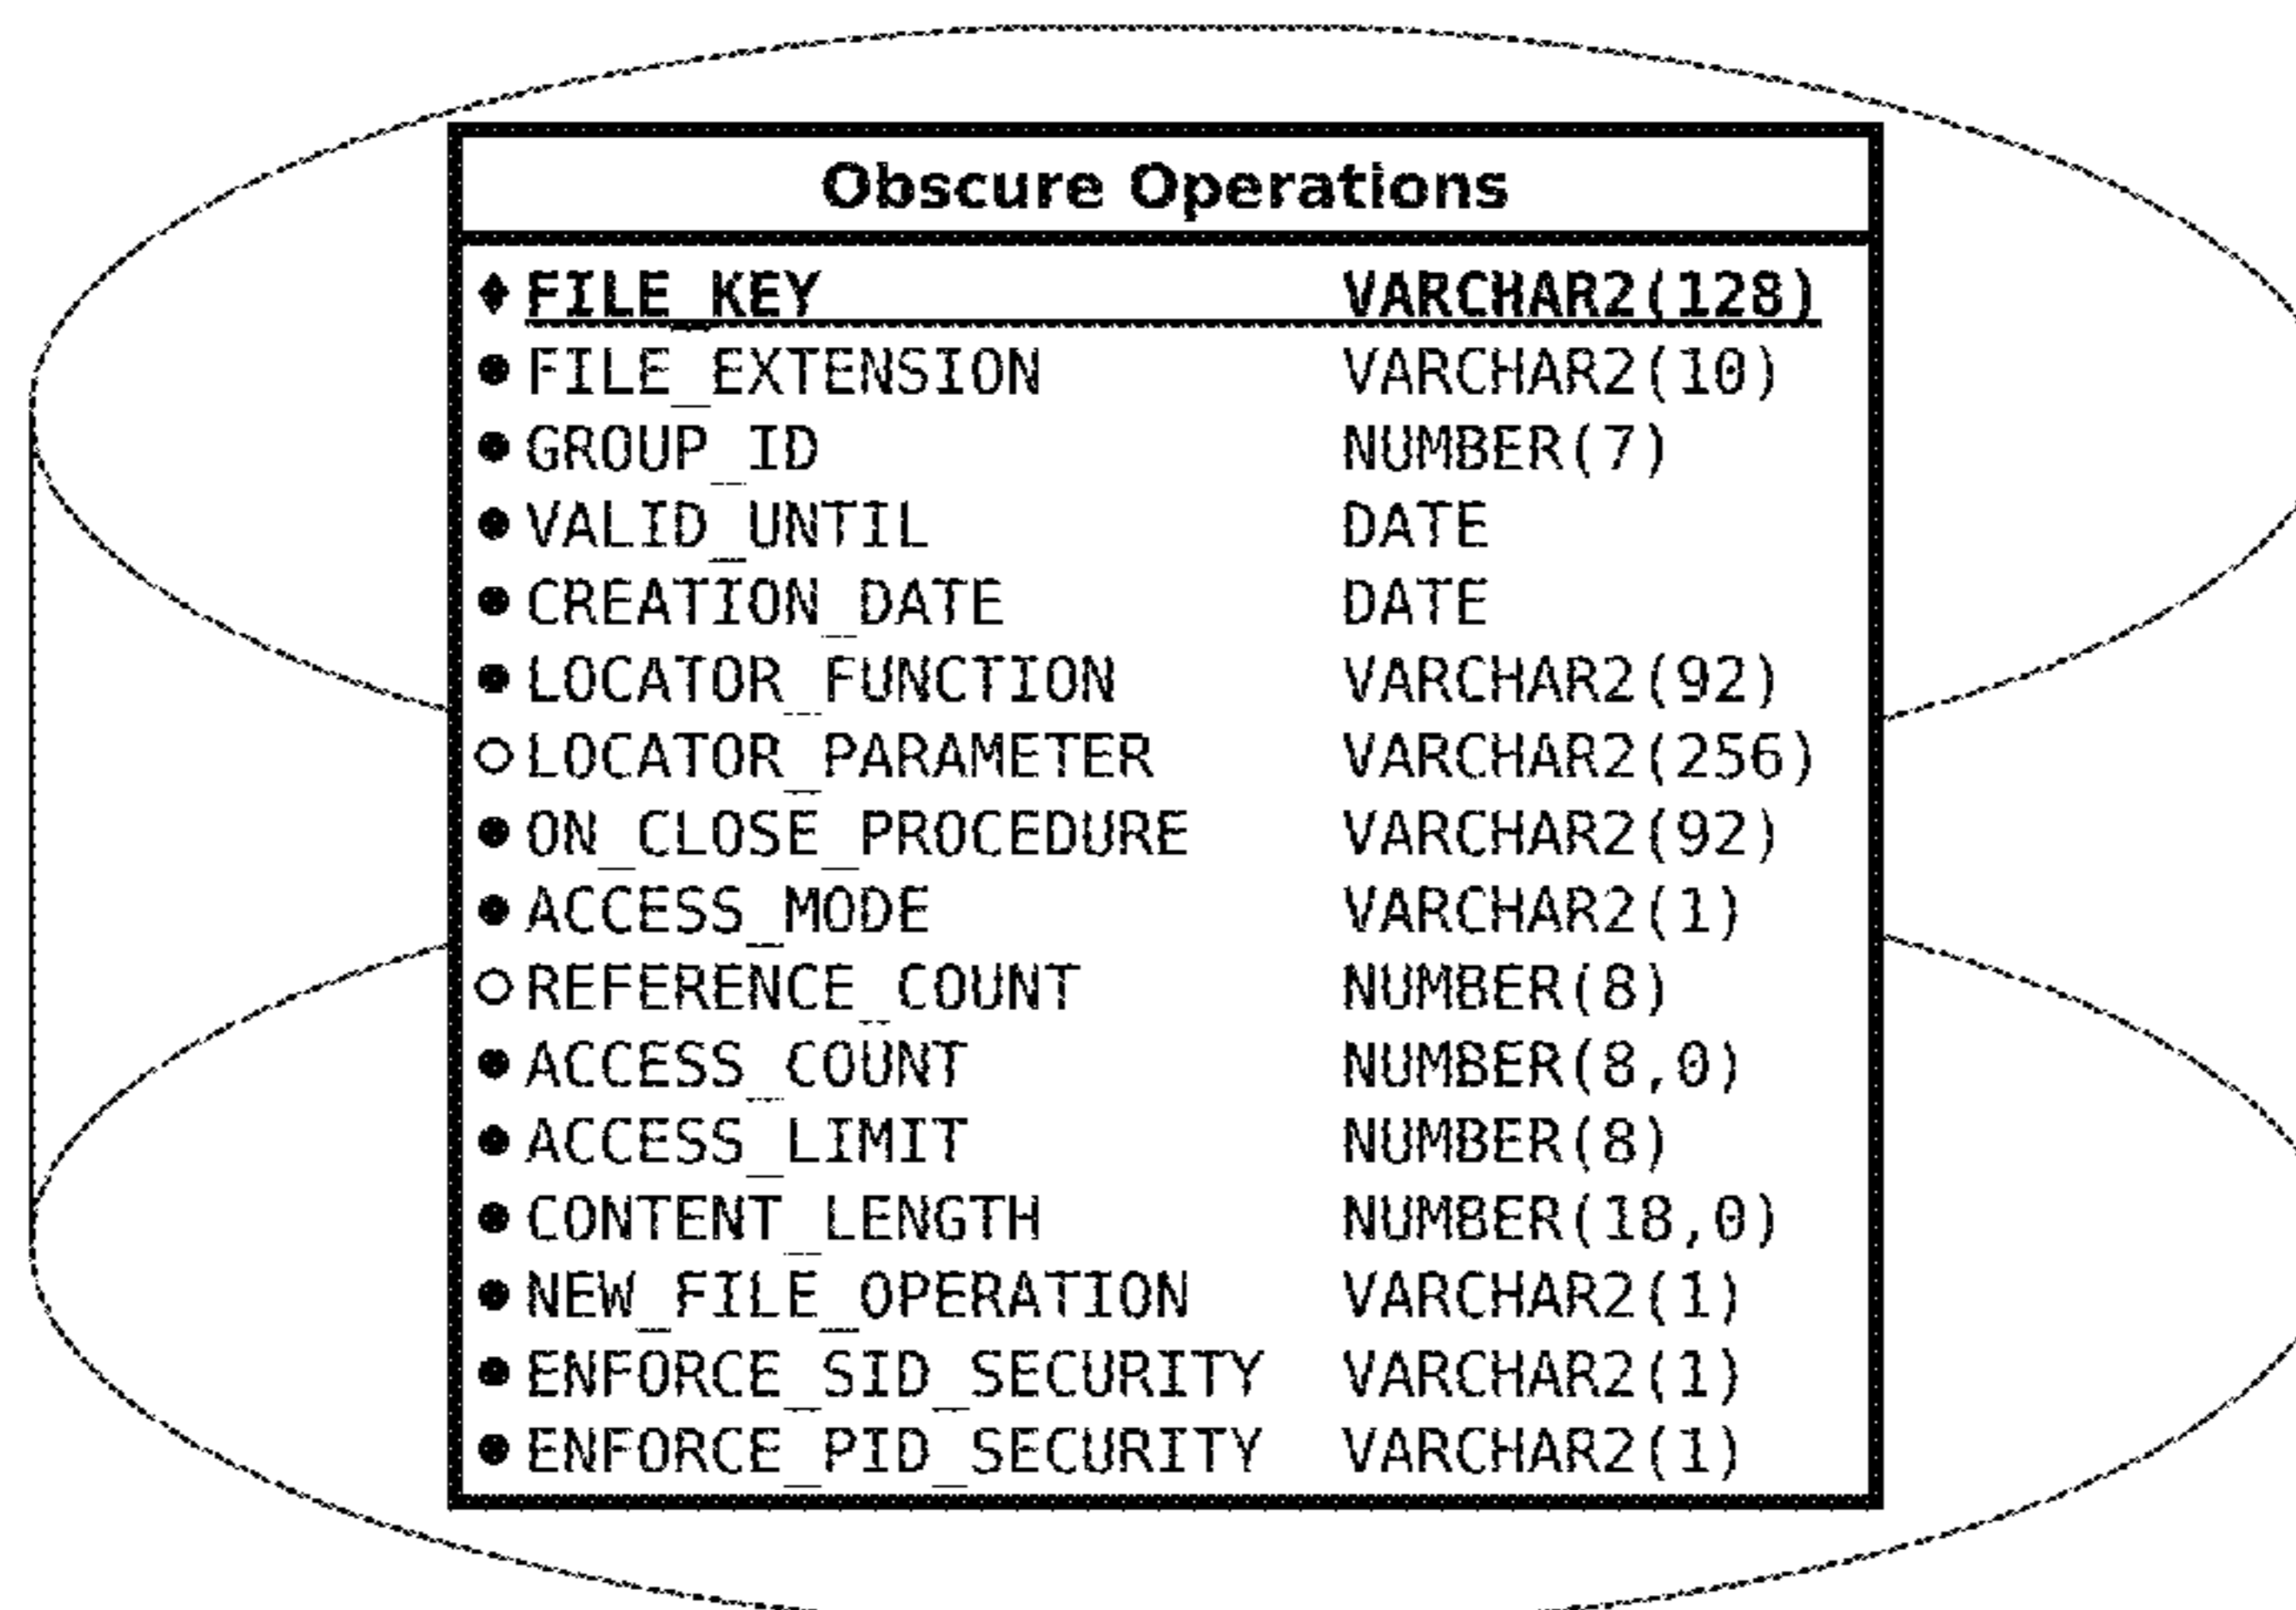 Obscure Operations
FILE_KEY VARCHAR2(128)
FILE_EXTENSION VARCHAR2(10)
GROUP_ID NUMBER(7)
VALID_UNTIL DATE
CREATION_DATE DATE
LOCATOR_FUNCTION VARCHAR2(92)
LOCATOR_PARAMETER VARCHAR2(256)
ON_CLOSE_PROCEDURE VARCHAR2(92)
ACCESS_MODE VARCHAR2(1)
REFERENCE_COUNT NUMBER(8)
ACCESS_COUNT NUMBER(8,0)
ACCESS_LIMIT NUMBER(8)
CONTENT_LENGTH NUMBER(18,0)
NEW_FILE_OPERATION VARCHAR2(1)
ENFORCE_SID_SECURITY VARCHAR2(1)
ENFORCE_PID_SECURITY VARCHAR2(1)